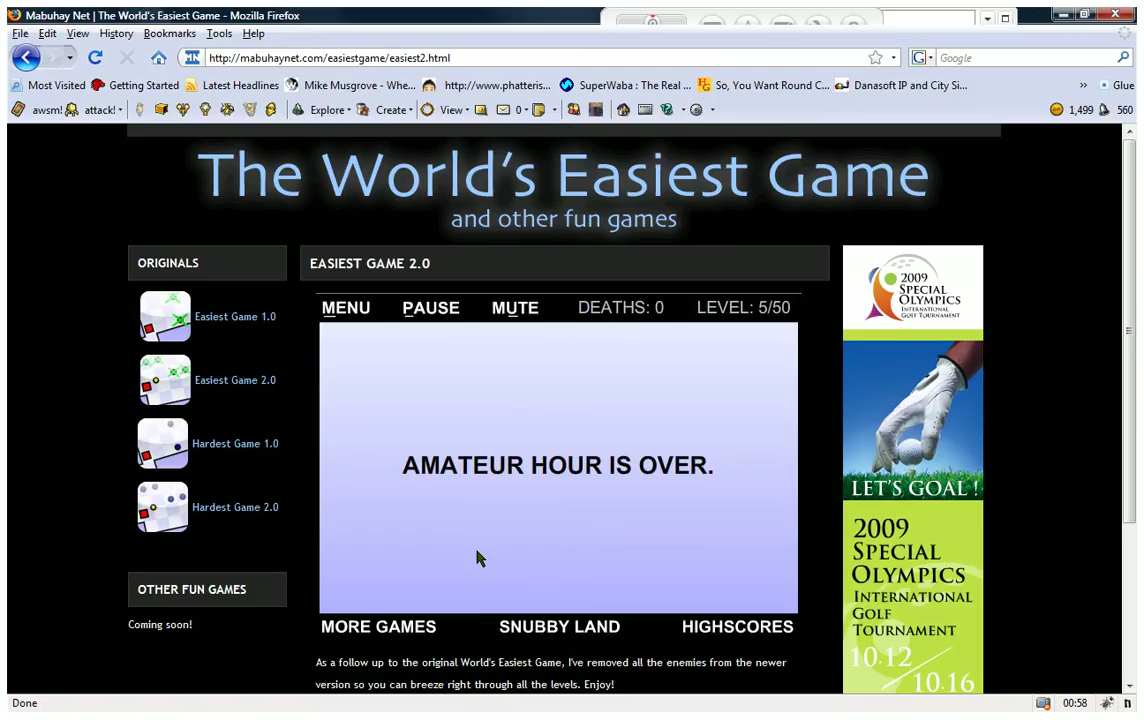 Mabuhay Net | The World's Easiest Game - Mozilla Firefox
File Edit View History Bookmarks Tools Help
http://mabuhaynet.com/easiestgame/easiest2.html
Google
Most Visited Getting Started Latest Headlines Mike Musgrove - Whe... http://www.phatteris... SuperWaba : The Real ... So, You Want Round C... Danasoft IP and City Si... » Glue
awsm! attack! Explore Create View 0 1,499 560
The World's Easiest Game
and other fun games
ORIGINALS
Easiest Game 1.0
Easiest Game 2.0
Hardest Game 1.0
Hardest Game 2.0
OTHER FUN GAMES
Coming soon!
EASIEST GAME 2.0
MENU PAUSE MUTE DEATHS: 0 LEVEL: 5/50
AMATEUR HOUR IS OVER.
MORE GAMES SNUBBY LAND HIGHSCORES
As a follow up to the original World's Easiest Game, I've removed all the enemies from the newer
version so you can breeze right through all the levels. Enjoy!
2009
SPECIAL
OLYMPICS
INTERNATIONAL
GOLF TOURNAMENT
LET'S GOAL !
2009
SPECIAL
OLYMPICS
INTERNATIONAL
GOLF
TOURNAMENT
10.12
10.16
Done 00:58